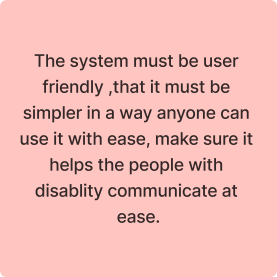 The system must be user
friendly ,that it must be
simpler in a way anyone can
use it with ease, make sure it
helps the people with
disablity communicate at
ease.